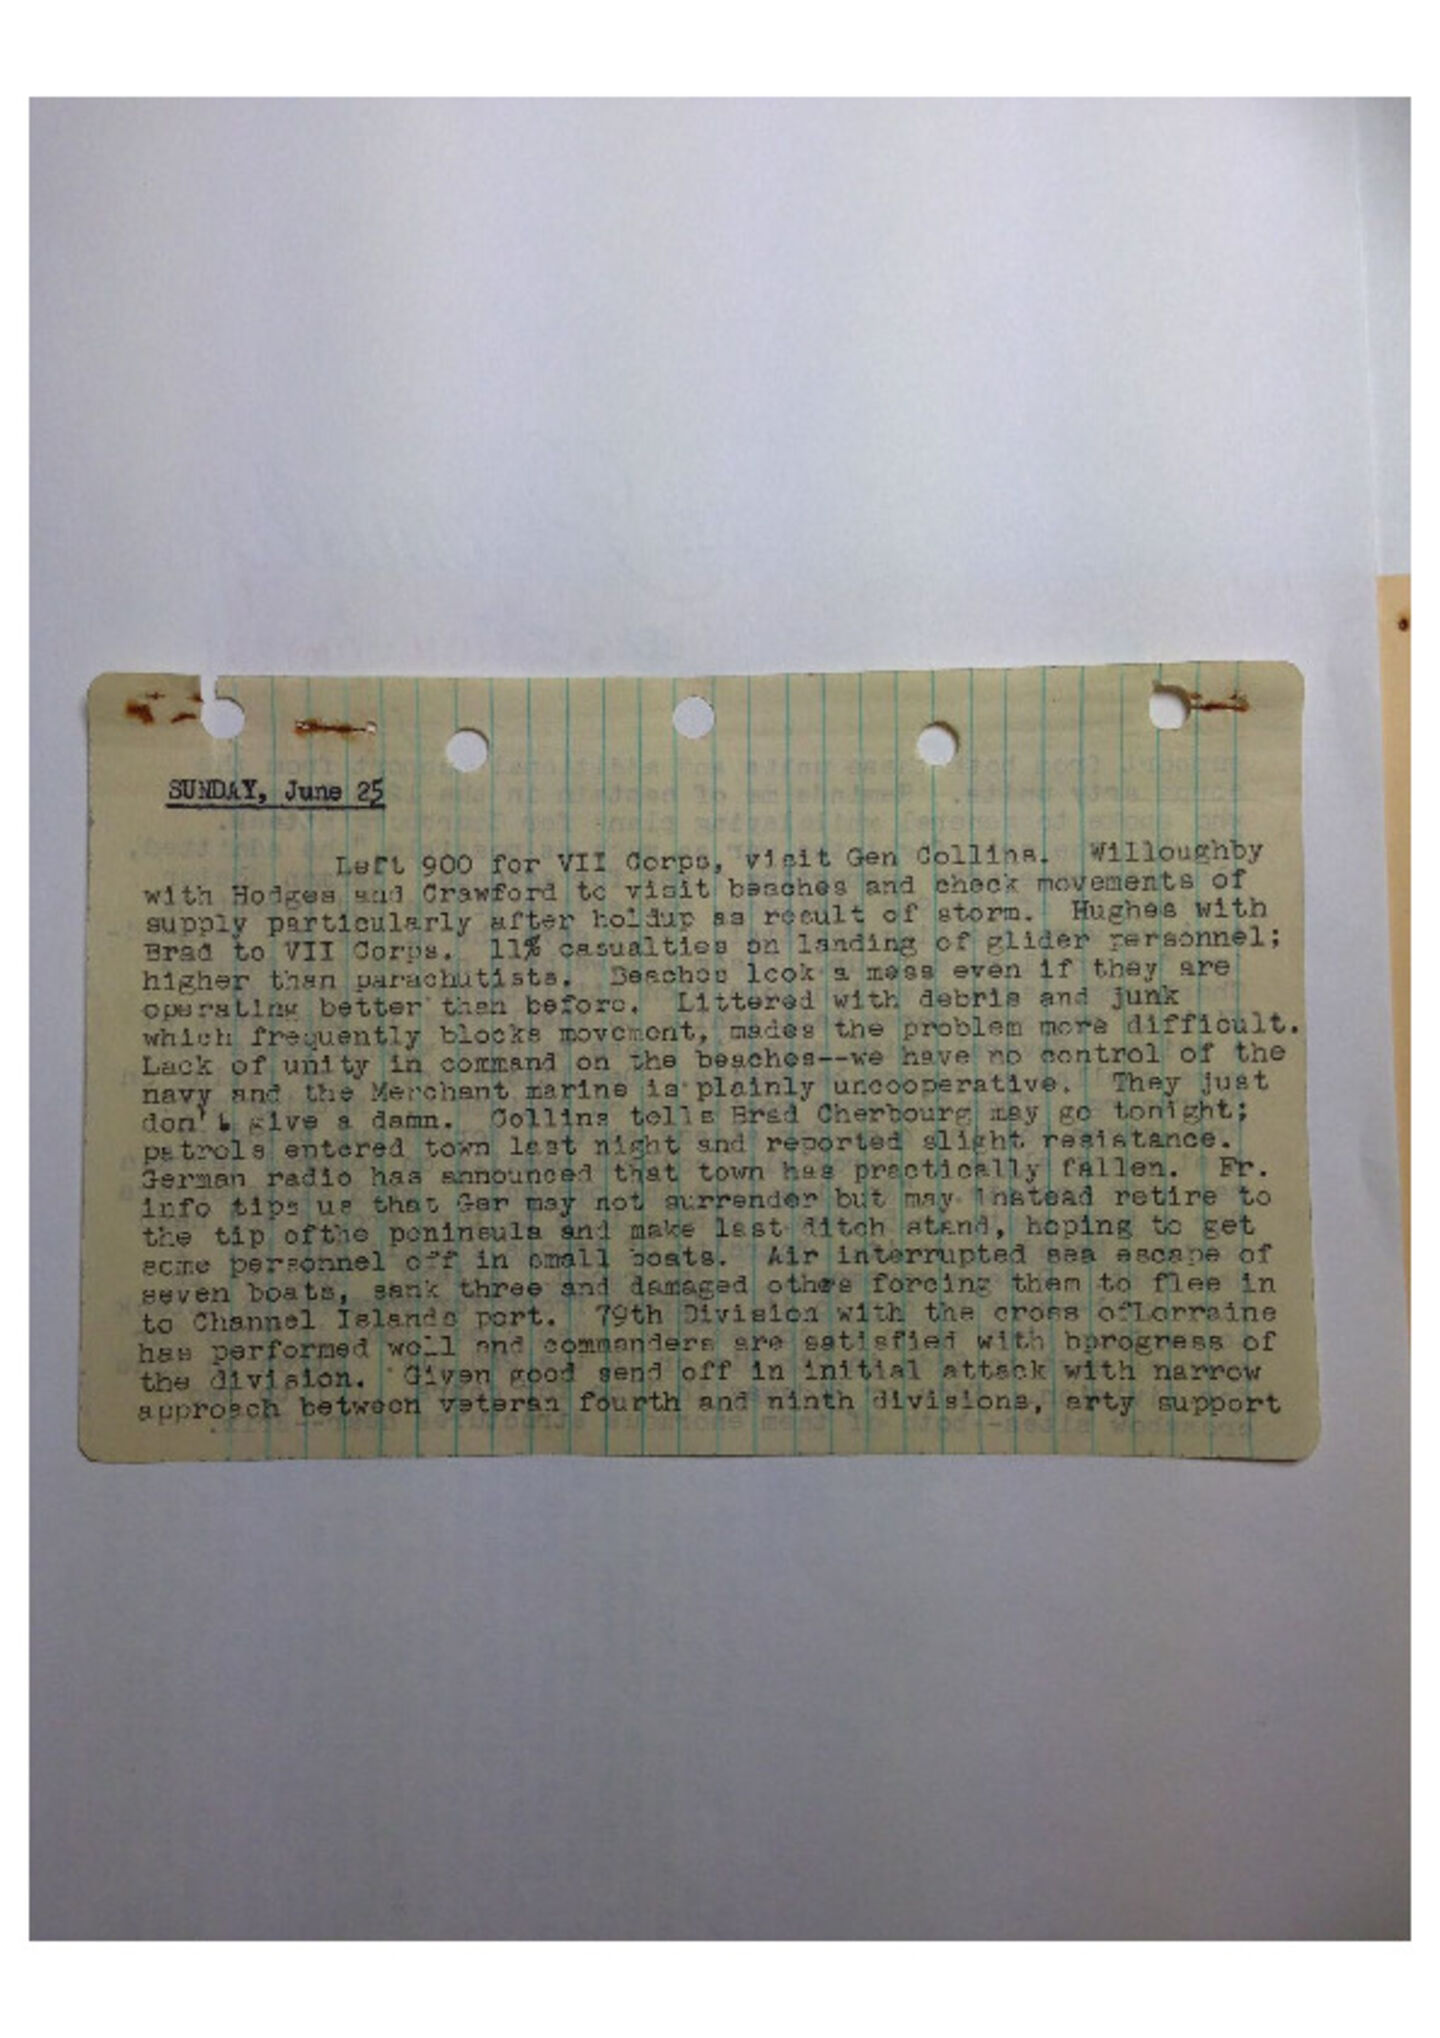 SUNDAY, June 25
Left 900 for VII Corps, visit Gen Collins. Willoughby
with Hodges and Crawford to visit beaches and check movements of
supply particularly after holdup as result of storm. Hughes with
Brad to VII Corps. 11% casualties on landing of glider personnel;
higher than parachutists. Beaches look a mess even if they are
operating better than before. Littered with debris and junk
which frequently blocks movement, mades the problem more difficult.
Lack of unity in command on the beaches--we have no control of the
navy and the Merchant marine is plainly uncooperative. They just
don't give a damn. Collins tells Brad Cherbourg may go tonight;
patrols entered town last night and reported slight resistance.
German radio has announced that town has practically fallen. Fr.
info tips us that Ger may not surrender but may instead retire to
the tip ofthe peninsula and make last ditch stand, hoping to get
some personnel off in small boats. Air interrupted sea escape of
seven boats, sank three and damaged others forcing them to flee in
to Channel Islands port. 79th Division with the cross ofLorraine
has performed well and commanders are satisfied with bprogress of
the division. Given good send off in initial attack with narrow
approach between veteran fourth and ninth divisions, arty support